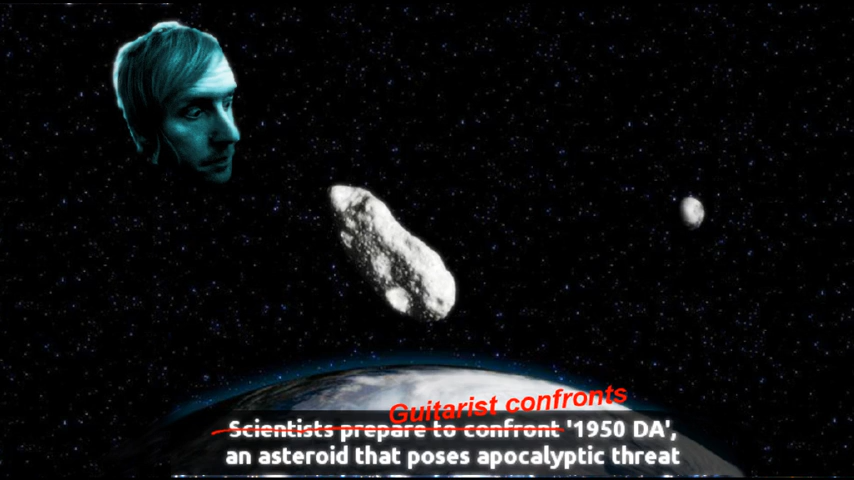 Guitarist confronts
Scientists prepare to confront '1950 DA',
an asteroid that poses apocalyptic threat